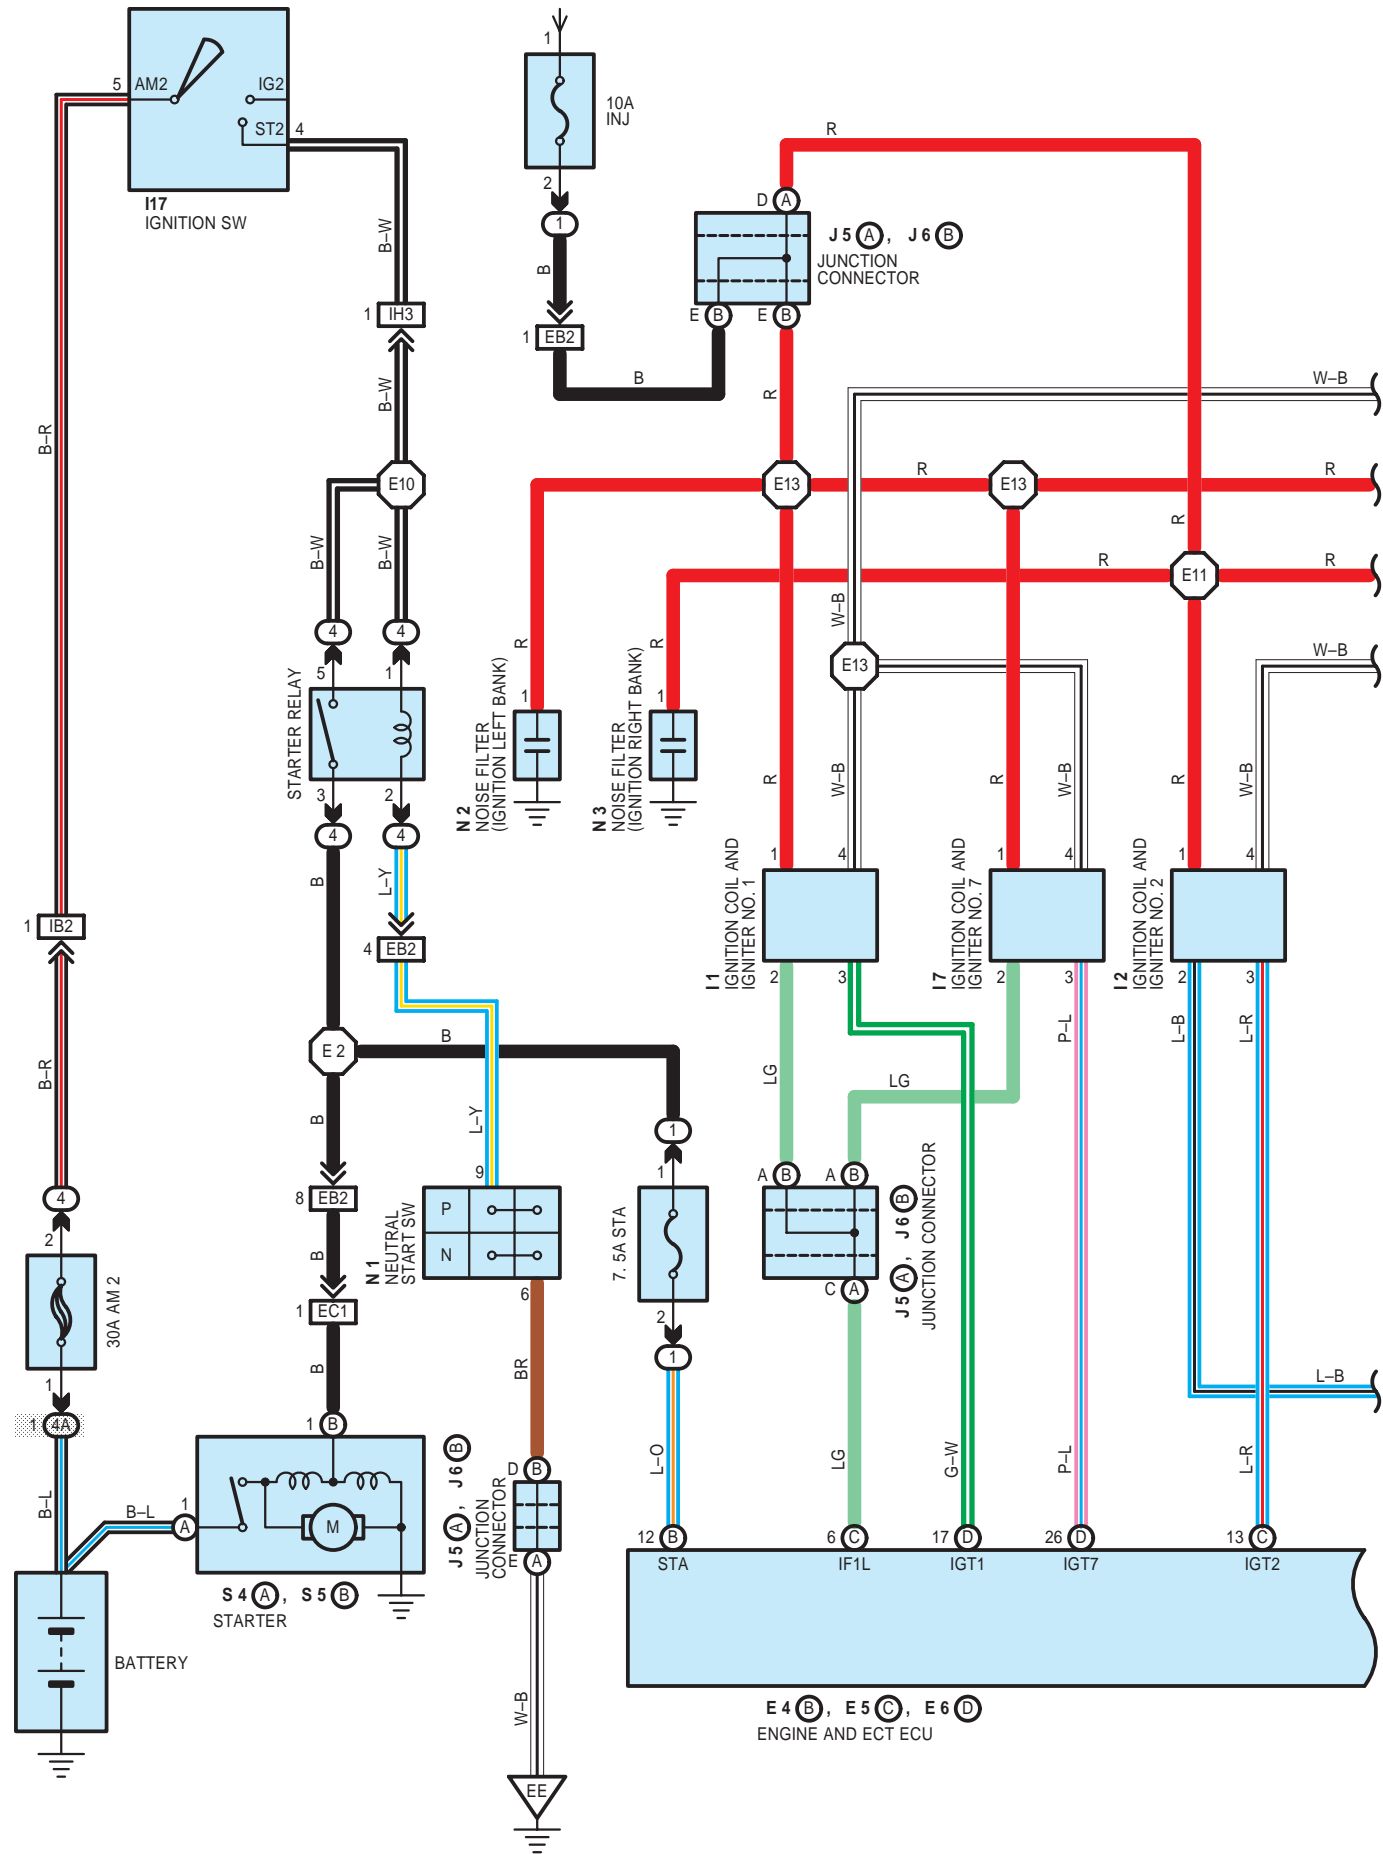 5
AM2
IG2
ST2
4
I17
IGNITION SW
1
10A
INJ
2
1
B
1
EB2
B
R
D
A
J 5 A , J 6 B
JUNCTION
CONNECTOR
E
B
E
B
R
B–W
1
IH3
B–W
B–R
E10
B–W
B–W
4
4
5
1
STARTER RELAY
3
2
4
4
B
L–Y
4
EB2
1
IB2
B–R
4
2
30A AM 2
1
1
4A
B–L
B–L
1
A
BATTERY
E 2
B
B
8
EB2
B
1
EC1
B
1
B
M
S 4 A , S 5 B
STARTER
L–Y
9
P
N
N 1
NEUTRAL
START SW
6
BR
D
B
J 5 A , J 6 B
JUNCTION
CONNECTOR
E
A
W–B
EE
1
1
7. 5A STA
2
1
L–O
W–B
E13
R
E13
R
R
R
E11
R
W–B
E13
W–B
R
1
N 2
NOISE FILTER
(IGNITION LEFT BANK)
R
1
N 3
NOISE FILTER
(IGNITION RIGHT BANK)
R
W–B
R
W–B
R
W–B
1
4
1
4
1
4
I 1
IGNITION COIL AND
IGNITER NO. 1
I 7
IGNITION COIL AND
IGNITER NO. 7
I 2
IGNITION COIL AND
IGNITER NO. 2
2
3
2
3
2
3
LG
LG
P–L
L–B
L–R
A
B
A
B
J 5 A , J 6 B
JUNCTION CONNECTOR
C
A
L–B
LG
G–W
P–L
L–R
12
B
6
C
17
D
26
D
13
C
STA
IF1L
IGT1
IGT7
IGT2
E 4 B , E 5 C , E 6 D
ENGINE AND ECT ECU